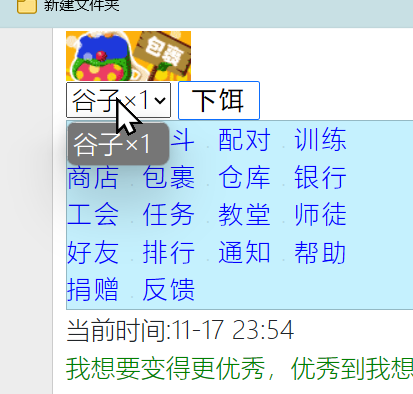 新建文件夹
包裹
谷子×1 下饵
谷子×1 斗 配对 训练
商店 包裹 仓库 银行
工会 任务 教堂 师徒
好友 排行 通知 帮助
捐赠 反馈
当前时间:11-17 23:54
我想要变得更优秀，优秀到我想